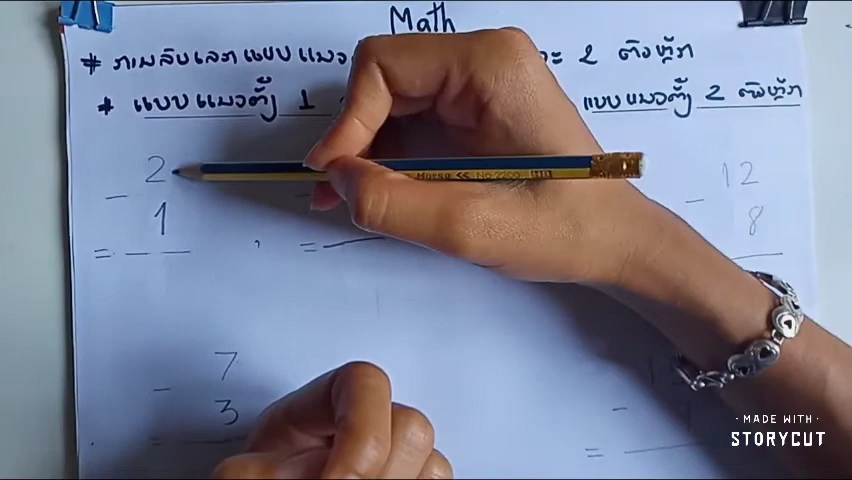 Math
* ການລົບເລກ ແບບ ແນວ 2 ຕົວຫຼັກ
* ແບບແນວຕັ້ງ 1 ແບບແນວຕັ້ງ 2 ຕົວຫຼັກ
2 12
- -
1 8
= =
7
- -
3
= =
No 2200
MADE WITH
STORYCUT